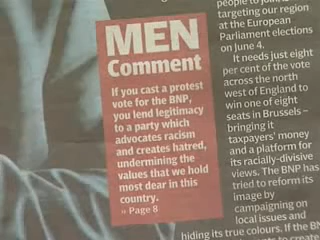 MEN
Comment
If you cast a protest
vote for the BNP,
you lend legitimacy
to a party which
advocates racism
and creates hatred,
undermining the
values that we hold
most dear in this
country.
» Page 8
people to join,
targeting our region
at the European
Parliament elections
on June 4.
It needs just eight
per cent of the vote
across the north
west of England to
win one of eight
seats in Brussels –
bringing it
taxpayers' money
and a platform for
its racially-divisive
views. The BNP has
tried to reform its
image by
campaigning on
local issues and
hiding its true colours. If the BN